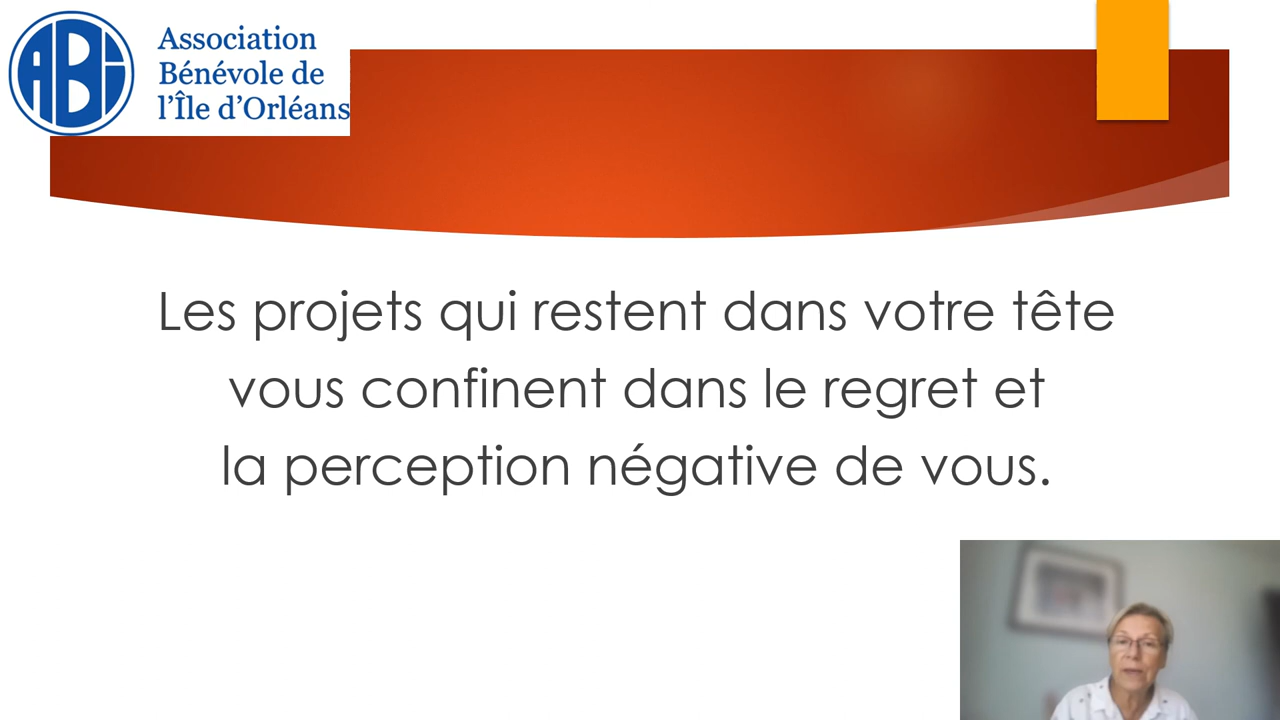 ABi
Association
Bénévole de
l'Île d'Orléans
Les projets qui restent dans votre tête
vous confinent dans le regret et
la perception négative de vous.